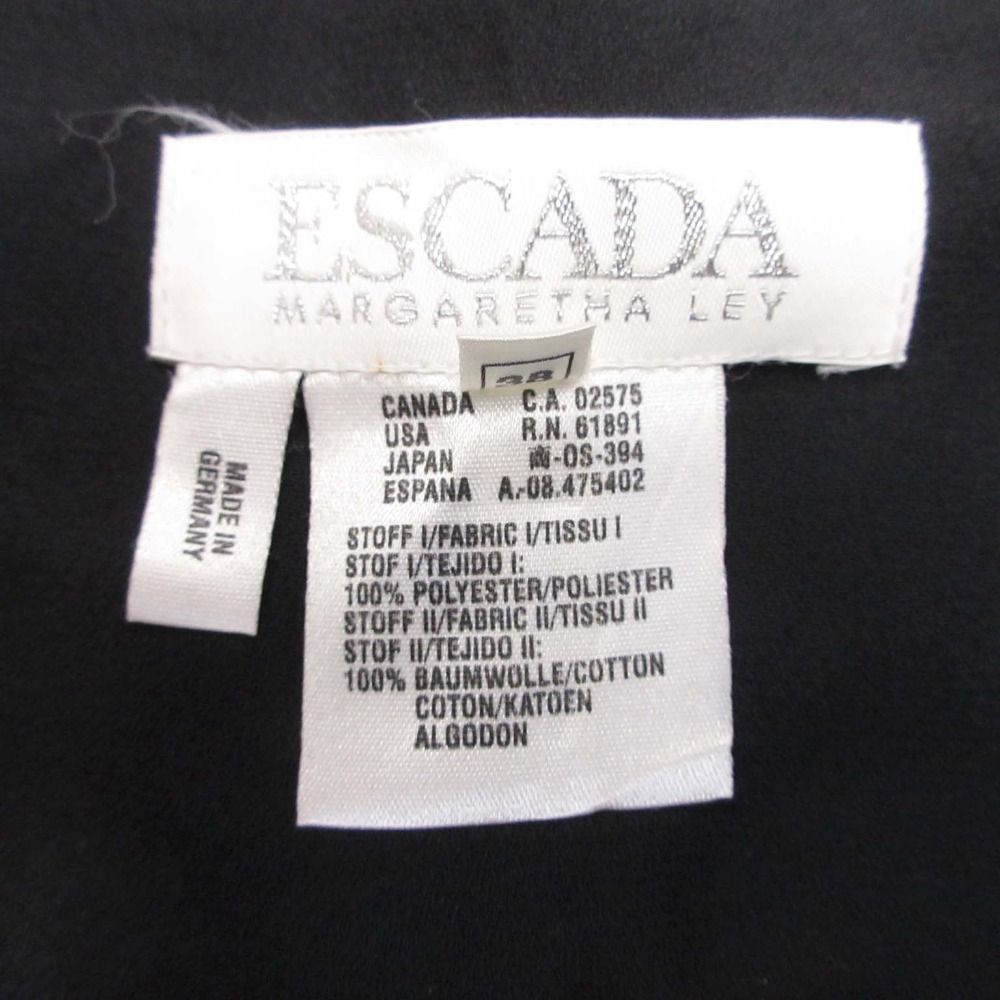 ESCADA
MARGARETHA LEY
38
CANADA C.A. 02575
USA R.N. 61891
JAPAN -OS-394
ESPANA A.-08.475402
STOFF I/FABRIC I/TISSU I
STOF I/TEJIDO I:
100% POLYESTER/POLIESTER
STOFF II/FABRIC II/TISSU II
STOF II/TEJIDO II:
100% BAUMWOLLE/COTTON
COTON/KATOEN
ALGODON
MADE IN
GERMANY